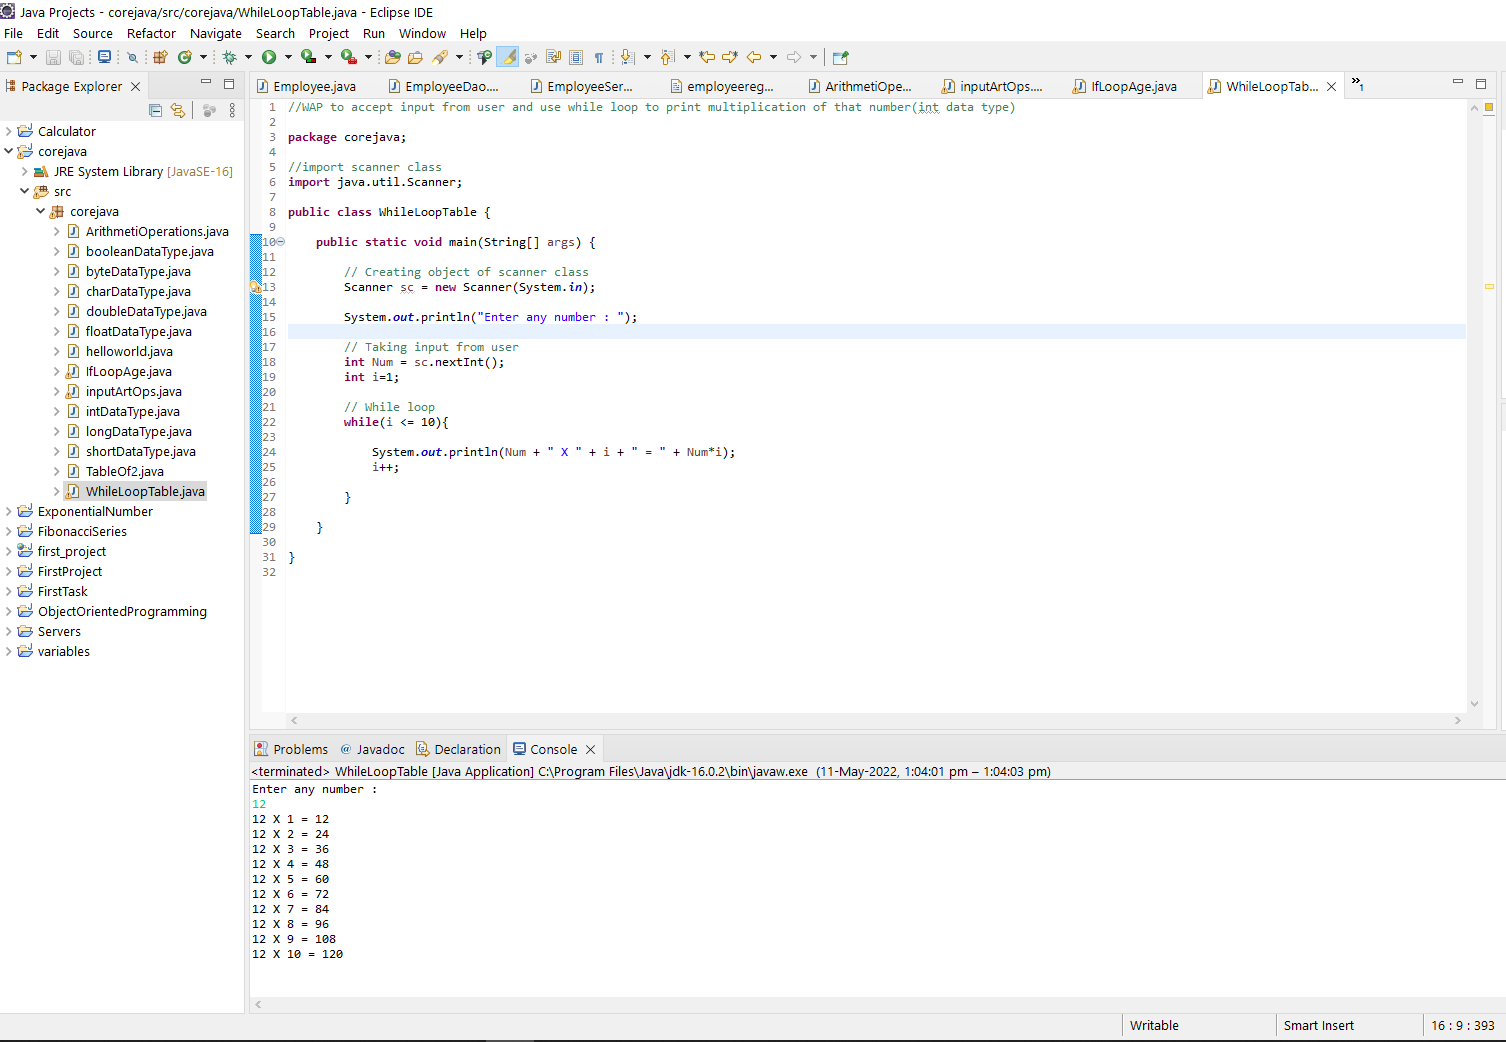 Java Projects - corejava/src/corejava/WhileLoopTable.java - Eclipse IDE
File Edit Source Refactor Navigate Search Project Run Window Help
Package Explorer
Calculator
corejava
JRE System Library [JavaSE-16]
src
corejava
ArithmetiOperations.java
booleanDataType.java
byteDataType.java
charDataType.java
doubleDataType.java
floatDataType.java
helloworld.java
IfLoopAge.java
inputArtOps.java
intDataType.java
longDataType.java
shortDataType.java
TableOf2.java
WhileLoopTable.java
ExponentialNumber
FibonacciSeries
first_project
FirstProject
FirstTask
ObjectOrientedProgramming
Servers
variables
Employee.java EmployeeDao.... EmployeeSer... employeereg... ArithmetiOpe... inputArtOps.... IfLoopAge.java WhileLoopTab... »1
1 //WAP to accept input from user and use while loop to print multiplication of that number(int data type)
2
3 package corejava;
4
5 //import scanner class
6 import java.util.Scanner;
7
8 public class WhileLoopTable {
9
10 public static void main(String[] args) {
11
12 // Creating object of scanner class
13 Scanner sc = new Scanner(System.in);
14
15 System.out.println("Enter any number : ");
16
17 // Taking input from user
18 int Num = sc.nextInt();
19 int i=1;
20
21 // While loop
22 while(i <= 10){
23
24 System.out.println(Num + " X " + i + " = " + Num*i);
25 i++;
26
27 }
28
29 }
30
31 }
32
Problems Javadoc Declaration Console
<terminated> WhileLoopTable [Java Application] C:\Program Files\Java\jdk-16.0.2\bin\javaw.exe (11-May-2022, 1:04:01 pm – 1:04:03 pm)
Enter any number :
12
12 X 1 = 12
12 X 2 = 24
12 X 3 = 36
12 X 4 = 48
12 X 5 = 60
12 X 6 = 72
12 X 7 = 84
12 X 8 = 96
12 X 9 = 108
12 X 10 = 120
Writable Smart Insert 16 : 9 : 393